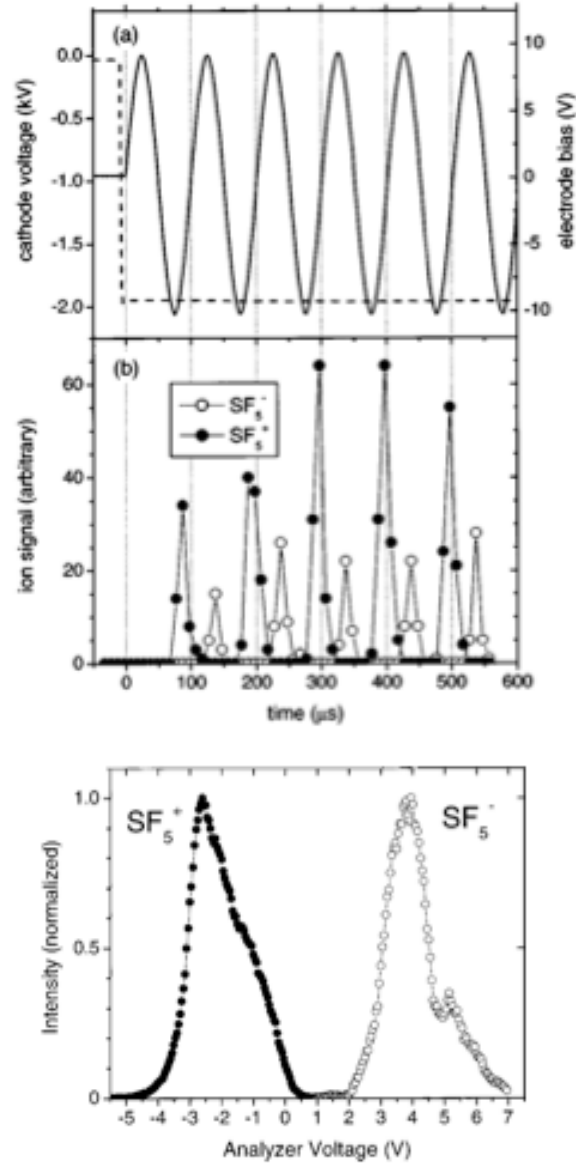 (a)
cathode voltage (kV)
0.0
-0.5
-1.0
-1.5
-2.0
electrode bias (V)
10
5
0
-5
-10
(b)
SF5-
SF5+
ion signal (arbitrary)
60
40
20
0
0 100 200 300 400 500 600
time (μs)
SF5+
SF5-
Intensity (normalized)
1.0
0.5
0
-5 -4 -3 -2 -1 0 1 2 3 4 5 6 7
Analyzer Voltage (V)